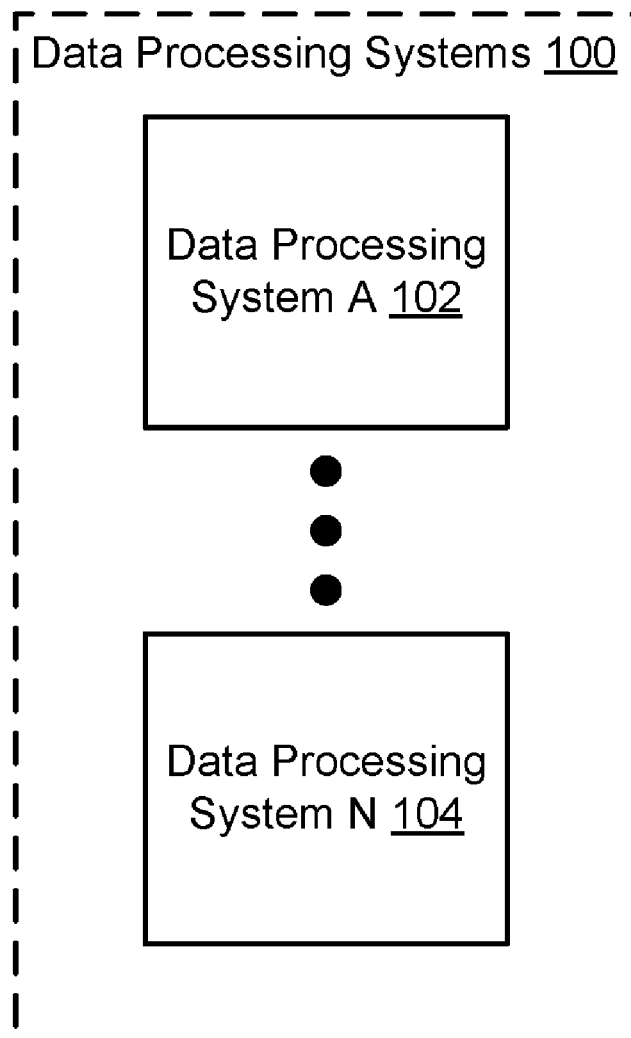 Data Processing Systems 100
Data Processing
System A 102
Data Processing
System N 104